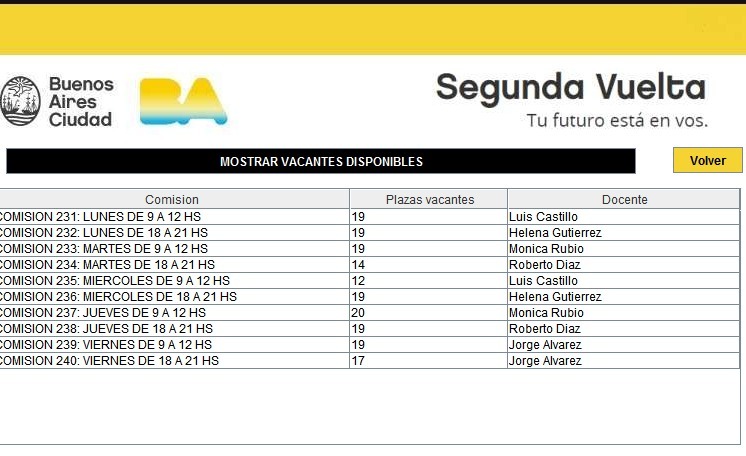 Buenos
Aires
Ciudad
BA
Segunda Vuelta
Tu futuro está en vos.
MOSTRAR VACANTES DISPONIBLES
Volver
Comision Plazas vacantes Docente
COMISION 231: LUNES DE 9 A 12 HS 19 Luis Castillo
COMISION 232: LUNES DE 18 A 21 HS 19 Helena Gutierrez
COMISION 233: MARTES DE 9 A 12 HS 19 Monica Rubio
COMISION 234: MARTES DE 18 A 21 HS 14 Roberto Diaz
COMISION 235: MIERCOLES DE 9 A 12 HS 12 Luis Castillo
COMISION 236: MIERCOLES DE 18 A 21 HS 19 Helena Gutierrez
COMISION 237: JUEVES DE 9 A 12 HS 20 Monica Rubio
COMISION 238: JUEVES DE 18 A 21 HS 19 Roberto Diaz
COMISION 239: VIERNES DE 9 A 12 HS 19 Jorge Alvarez
COMISION 240: VIERNES DE 18 A 21 HS 17 Jorge Alvarez